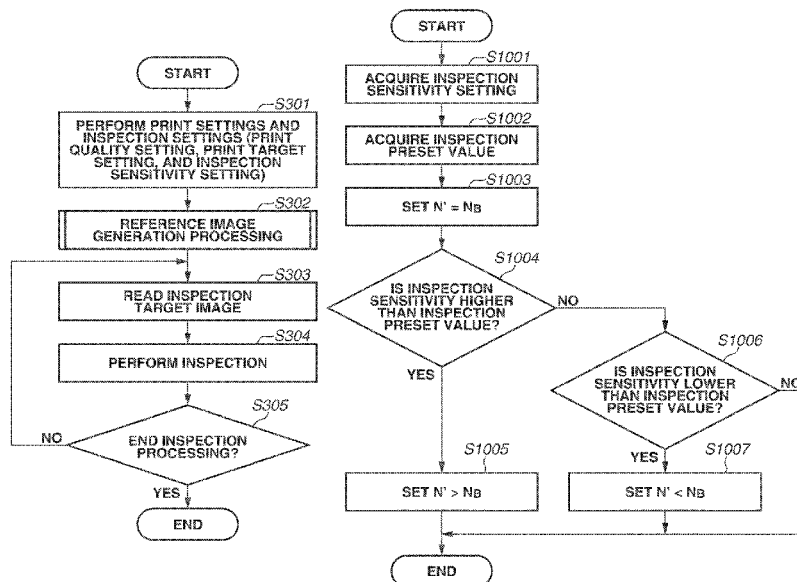 START
S301
PERFORM PRINT SETTINGS AND
INSPECTION SETTINGS (PRINT
QUALITY SETTING, PRINT TARGET
SETTING, AND INSPECTION
SENSITIVITY SETTING)
S302
REFERENCE IMAGE
GENERATION PROCESSING
S303
READ INSPECTION
TARGET IMAGE
S304
PERFORM INSPECTION
S305
END INSPECTION
PROCESSING?
NO
YES
END
START
S1001
ACQUIRE INSPECTION
SENSITIVITY SETTING
S1002
ACQUIRE INSPECTION
PRESET VALUE
S1003
SET N' = NB
S1004
IS INSPECTION
SENSITIVITY HIGHER
THAN INSPECTION
PRESET VALUE?
NO
YES
S1006
IS INSPECTION
SENSITIVITY LOWER
THAN INSPECTION
PRESET VALUE?
NO
YES
S1005
SET N' > NB
S1007
SET N' < NB
END